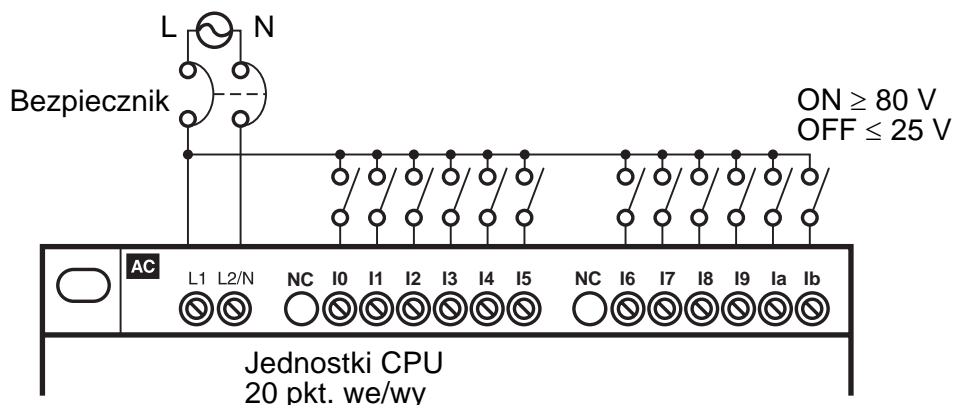 L N
Bezpiecznik
ON ≥ 80 V
OFF ≤ 25 V
AC
L1 L2/N NC I0 I1 I2 I3 I4 I5 NC I6 I7 I8 I9 Ia Ib
Jednostki CPU
20 pkt. we/wy